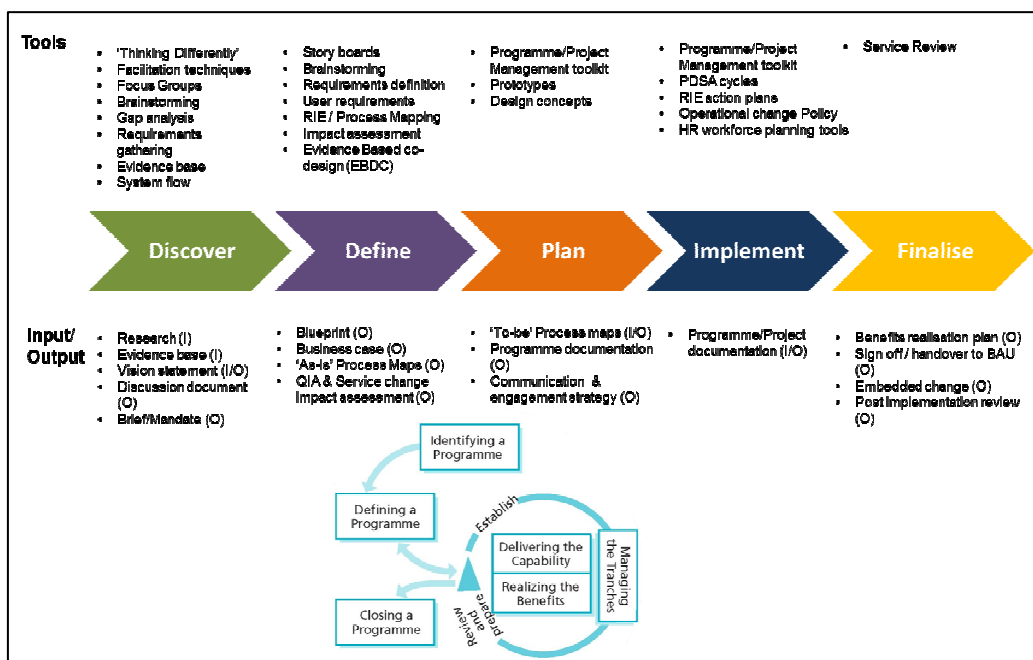 Tools
• 'Thinking Differently'
• Facilitation techniques
• Focus Groups
• Brainstorming
• Gap analysis
• Requirements
gathering
• Evidence base
• System flow
• Story boards
• Brainstorming
• Requirements definition
• User requirements
• RIE / Process Mapping
• Impact assessment
• Evidence Based co-
design (EBDC)
• Programme/Project
Management toolkit
• Prototypes
• Design concepts
• Programme/Project
Management toolkit
• PDSA cycles
• RIE action plans
• Operational change Policy
• HR workforce planning tools
• Service Review
Discover
Define
Plan
Implement
Finalise
Input/
Output
• Research (I)
• Evidence base (I)
• Vision statement (I/O)
• Discussion document
(O)
• Brief/Mandate (O)
• Blueprint (O)
• Business case (O)
• 'As-Is' Process Maps (O)
• QIA & Service change
Impact assessment (O)
• 'To-be' Process maps (I/O)
• Programme documentation
(O)
• Communication &
engagement strategy (O)
• Programme/Project
documentation (I/O)
• Benefits realisation plan (O)
• Sign off / handover to BAU
(O)
• Embedded change (O)
• Post implementation review
(O)
Identifying a
Programme
Defining a
Programme
Closing a
Programme
Establish
Delivering the
Capability
Realizing the
Benefits
Managing
the Tranches
Review
and
prepare